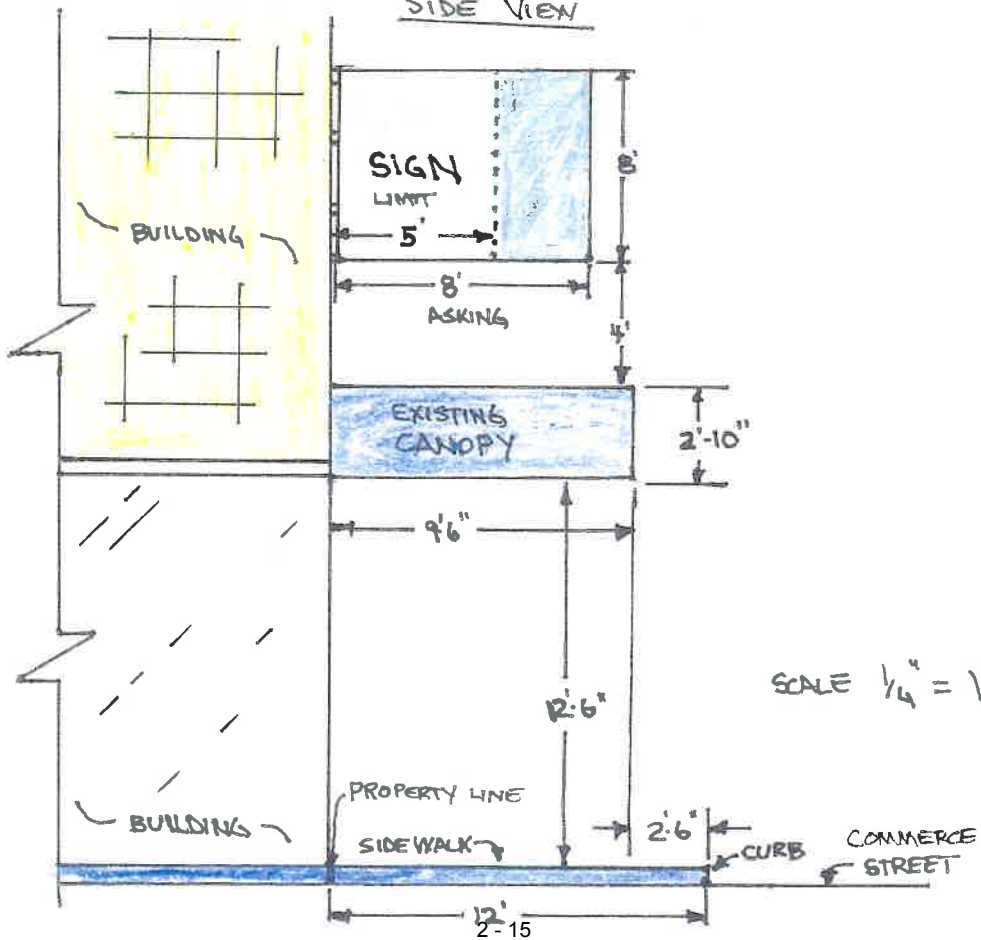 SIDE VIEW
SIGN
LIMIT
5'
8'
BUILDING
8'
ASKING
4'
EXISTING
CANOPY
2'-10"
9'6"
12'-6"
SCALE 1/4" = 1
PROPERTY LINE
2'-6"
BUILDING
SIDEWALK
CURB
COMMERCE
STREET
12'
2 - 15